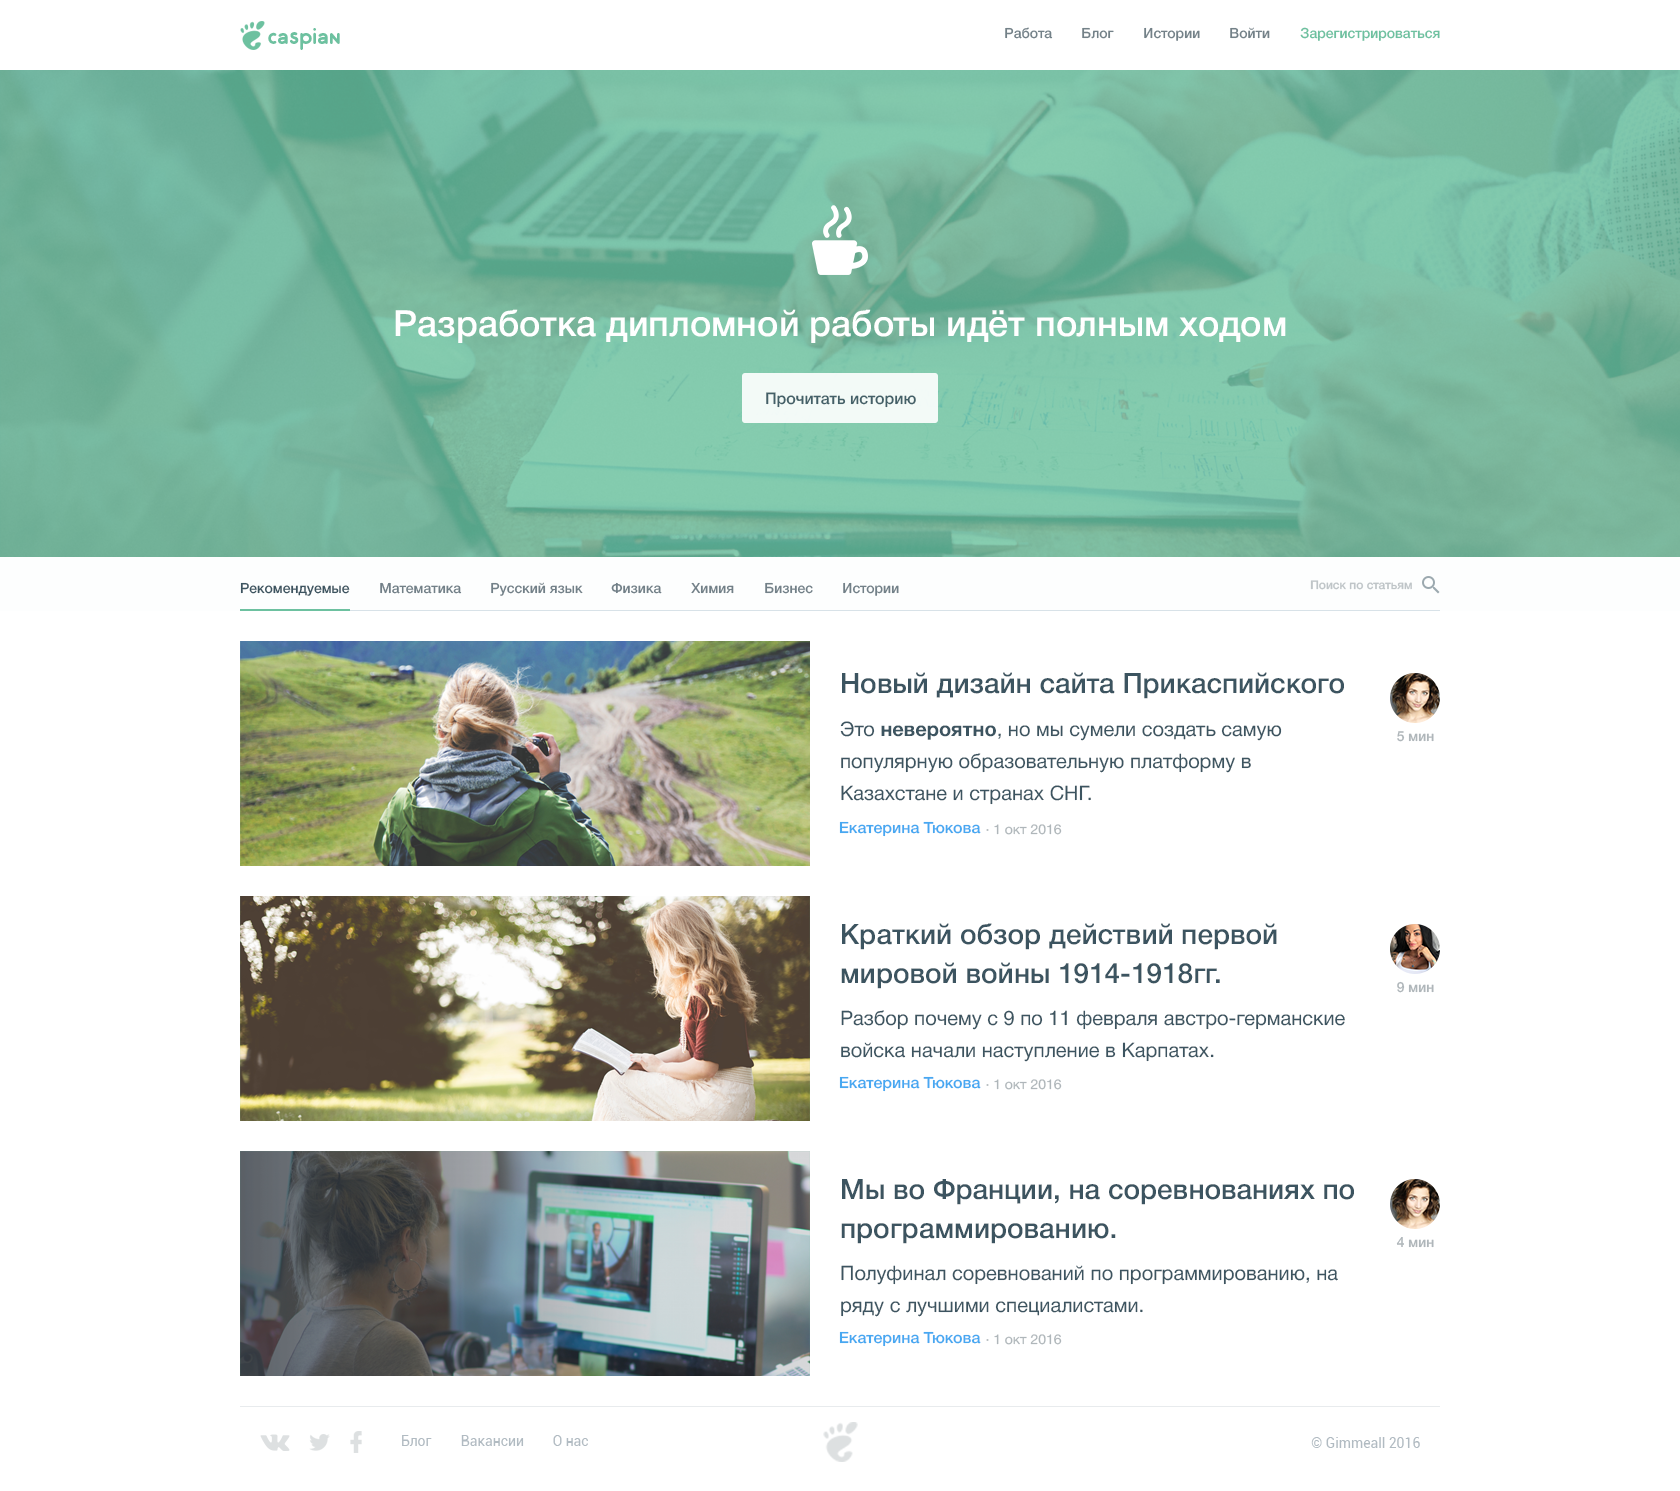 caspian
Работа Блог Истории Войти Зарегистрироваться
Разработка дипломной работы идёт полным ходом
Прочитать историю
Рекомендуемые Математика Русский язык Физика Химия Бизнес Истории Поиск по статьям
Новый дизайн сайта Прикаспийского
Это невероятно, но мы сумели создать самую
популярную образовательную платформу в
Казахстане и странах СНГ.
Екатерина Тюкова · 1 окт 2016
5 мин
Краткий обзор действий первой
мировой войны 1914-1918гг.
Разбор почему с 9 по 11 февраля австро-германские
войска начали наступление в Карпатах.
Екатерина Тюкова · 1 окт 2016
9 мин
Мы во Франции, на соревнованиях по
программированию.
Полуфинал соревнований по программированию, на
ряду с лучшими специалистами.
Екатерина Тюкова · 1 окт 2016
4 мин
Блог Вакансии О нас © Gimmeall 2016